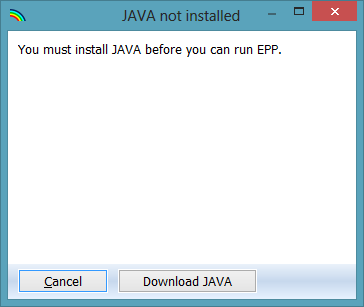 JAVA not installed
You must install JAVA before you can run EPP.
Cancel
Download JAVA